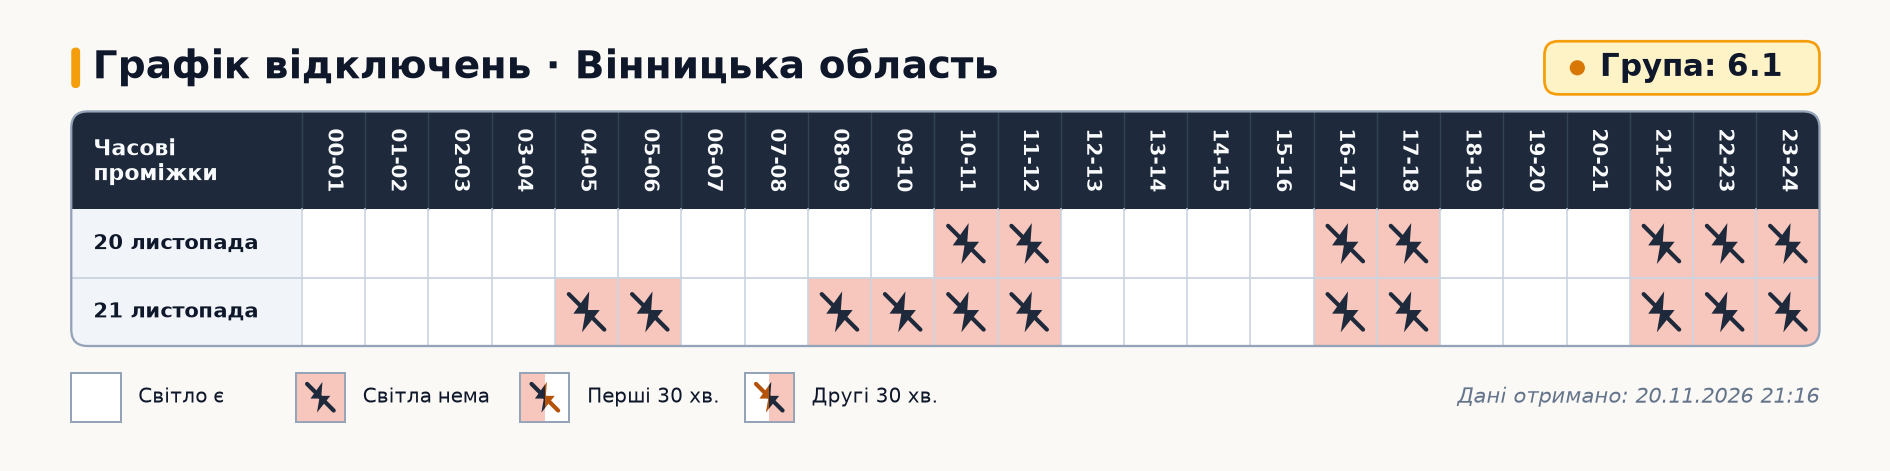 Графік відключень · Вінницька область
Група: 6.1
Часові
проміжки
00-01
01-02
02-03
03-04
04-05
05-06
06-07
07-08
08-09
09-10
10-11
11-12
12-13
13-14
14-15
15-16
16-17
17-18
18-19
19-20
20-21
21-22
22-23
23-24
20 листопада
21 листопада
Світло є
Світла нема
Перші 30 хв.
Другі 30 хв.
Дані отримано: 20.11.2026 21:16